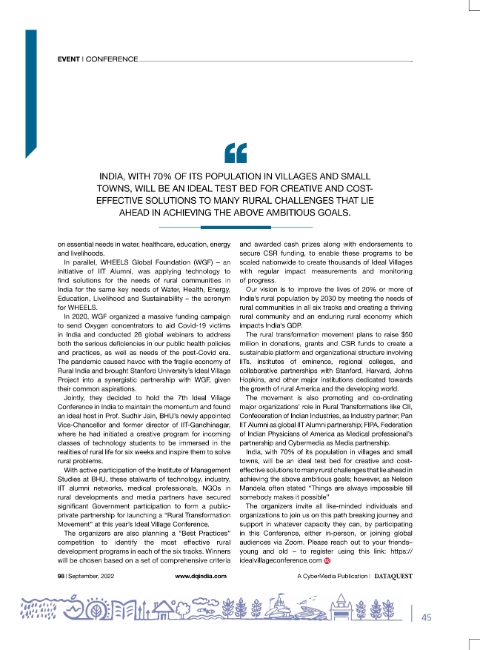 EVENT | CONFERENCE
“
INDIA, WITH 70% OF ITS POPULATION IN VILLAGES AND SMALL
TOWNS, WILL BE AN IDEAL TEST BED FOR CREATIVE AND COST-
EFFECTIVE SOLUTIONS TO MANY RURAL CHALLENGES THAT LIE
AHEAD IN ACHIEVING THE ABOVE AMBITIOUS GOALS.
on essential needs in water, healthcare, education, energy
and livelihoods.
In parallel, WHEELS Global Foundation (WGF) – an
initiative of IIT Alumni, was applying technology to
find solutions for the needs of rural communities in
India for the same key needs of Water, Health, Energy,
Education, Livelihood and Sustainability – the acronym
for WHEELS.
In 2020, WGF organized a massive funding campaign
to send Oxygen concentrators to aid Covid-19 victims
in India and conducted 26 global webinars to address
both the serious deficiencies in our public health policies
and practices, as well as needs of the post-Covid era.
The pandemic caused havoc with the fragile economy of
Rural India and brought Stanford University's Ideal Village
Project into a synergistic partnership with WGF, given
their common aspirations.
Jointly, they decided to hold the 7th Ideal Village
Conference in India to maintain the momentum and found
an ideal host in Prof. Sudhir Jain, BHU's newly appointed
Vice-Chancellor and former director of IIT-Gandhinagar,
where he had initiated a creative program for incoming
classes of technology students to be immersed in the
realities of rural life for six weeks and inspire them to solve
rural problems.
With active participation of the Institute of Management
Studies at BHU, these stalwarts of technology, industry,
IIT alumni networks, medical professionals, NGOs in
rural developments and media partners have secured
significant Government participation to form a public-
private partnership for launching a “Rural Transformation
Movement” at this year's Ideal Village Conference.
The organizers are also planning a “Best Practices”
competition to identify the most effective rural
development programs in each of the six tracks. Winners
will be chosen based on a set of comprehensive criteria
and awarded cash prizes along with endorsements to
secure CSR funding, to enable these programs to be
scaled nationwide to create thousands of Ideal Villages
with regular impact measurements and monitoring
of progress.
Our vision is to improve the lives of 20% or more of
India's rural population by 2030 by meeting the needs of
rural communities in all six tracks and creating a thriving
rural community and an enduring rural economy which
impacts India's GDP.
The rural transformation movement plans to raise $50
million in donations, grants and CSR funds to create a
sustainable platform and organizational structure involving
IITs, institutes of eminence, regional colleges, and
collaborative partnerships with Stanford, Harvard, Johns
Hopkins, and other major institutions dedicated towards
the growth of rural America and the developing world.
The movement is also promoting and co-ordinating
major organizations' role in Rural Transformations like CII,
Confederation of Indian Industries, as Industry partner; Pan
IIT Alumni as global IIT Alumni partnership; FIPA, Federation
of Indian Physicians of America as Medical professional's
partnership and Cybermedia as Media partnership.
India, with 70% of its population in villages and small
towns, will be an ideal test bed for creative and cost-
effective solutions to many rural challenges that lie ahead in
achieving the above ambitious goals; however, as Nelson
Mandela often stated “Things are always impossible till
somebody makes it possible”
The organizers invite all like-minded individuals and
organizations to join us on this path breaking journey and
support in whatever capacity they can, by participating
in this Conference, either in-person, or joining global
audiences via Zoom. Please reach out to your friends–
young and old – to register using this link: https://
idealvillageconference.com
98 | September, 2022 www.dqindia.com A CyberMedia Publication | DATAQUEST
45